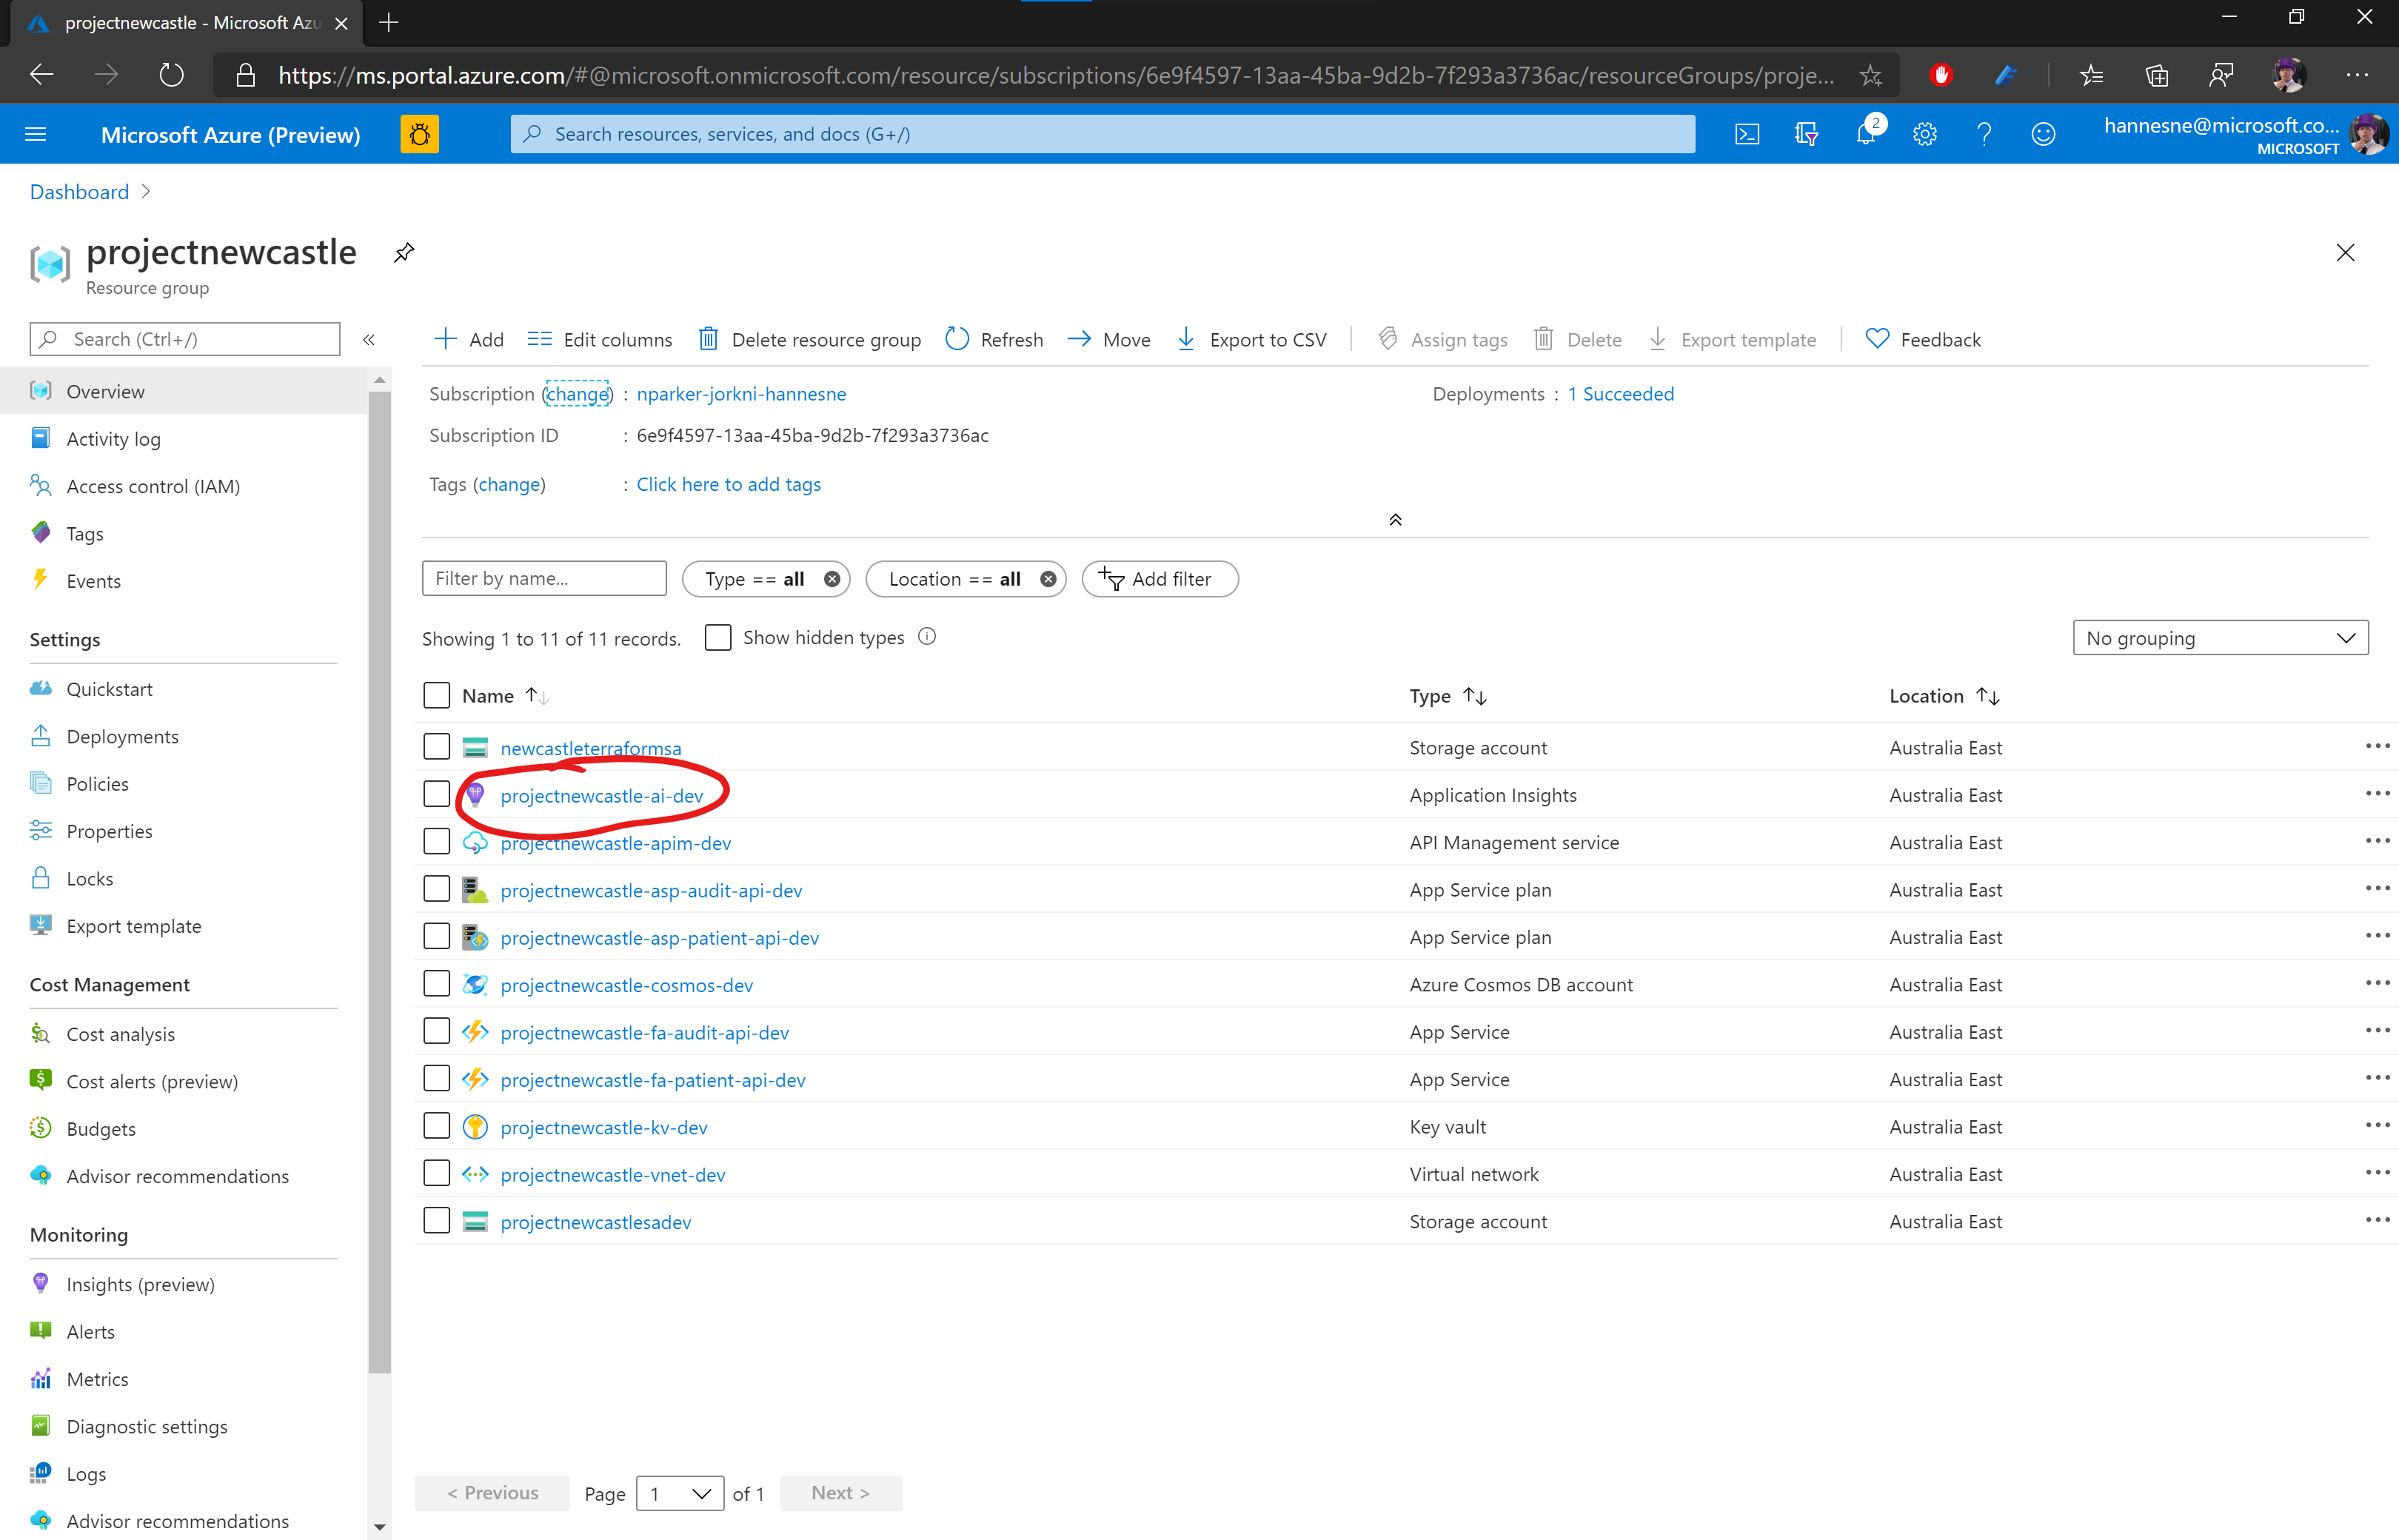 projectnewcastle - Microsoft Azu
https://ms.portal.azure.com/#@microsoft.onmicrosoft.com/resource/subscriptions/6e9f4597-13aa-45ba-9d2b-7f293a3736ac/resourceGroups/proje...
Microsoft Azure (Preview)
Search resources, services, and docs (G+/)
2
hannesne@microsoft.co...
MICROSOFT
Dashboard
projectnewcastle
Resource group
Search (Ctrl+/)
«
Add
Edit columns
Delete resource group
Refresh
Move
Export to CSV
Assign tags
Delete
Export template
Feedback
Overview
Activity log
Access control (IAM)
Tags
Events
Settings
Quickstart
Deployments
Policies
Properties
Locks
Export template
Cost Management
Cost analysis
Cost alerts (preview)
Budgets
Advisor recommendations
Monitoring
Insights (preview)
Alerts
Metrics
Diagnostic settings
Logs
Advisor recommendations
Subscription (change) : nparker-jorkni-hannesne
Deployments : 1 Succeeded
Subscription ID : 6e9f4597-13aa-45ba-9d2b-7f293a3736ac
Tags (change) : Click here to add tags
Filter by name...
Type == all
Location == all
Add filter
Showing 1 to 11 of 11 records.
Show hidden types
No grouping
Name Type Location
newcastleterraformsa Storage account Australia East
projectnewcastle-ai-dev Application Insights Australia East
projectnewcastle-apim-dev API Management service Australia East
projectnewcastle-asp-audit-api-dev App Service plan Australia East
projectnewcastle-asp-patient-api-dev App Service plan Australia East
projectnewcastle-cosmos-dev Azure Cosmos DB account Australia East
projectnewcastle-fa-audit-api-dev App Service Australia East
projectnewcastle-fa-patient-api-dev App Service Australia East
projectnewcastle-kv-dev Key vault Australia East
projectnewcastle-vnet-dev Virtual network Australia East
projectnewcastlesadev Storage account Australia East
< Previous Page 1 of 1 Next >